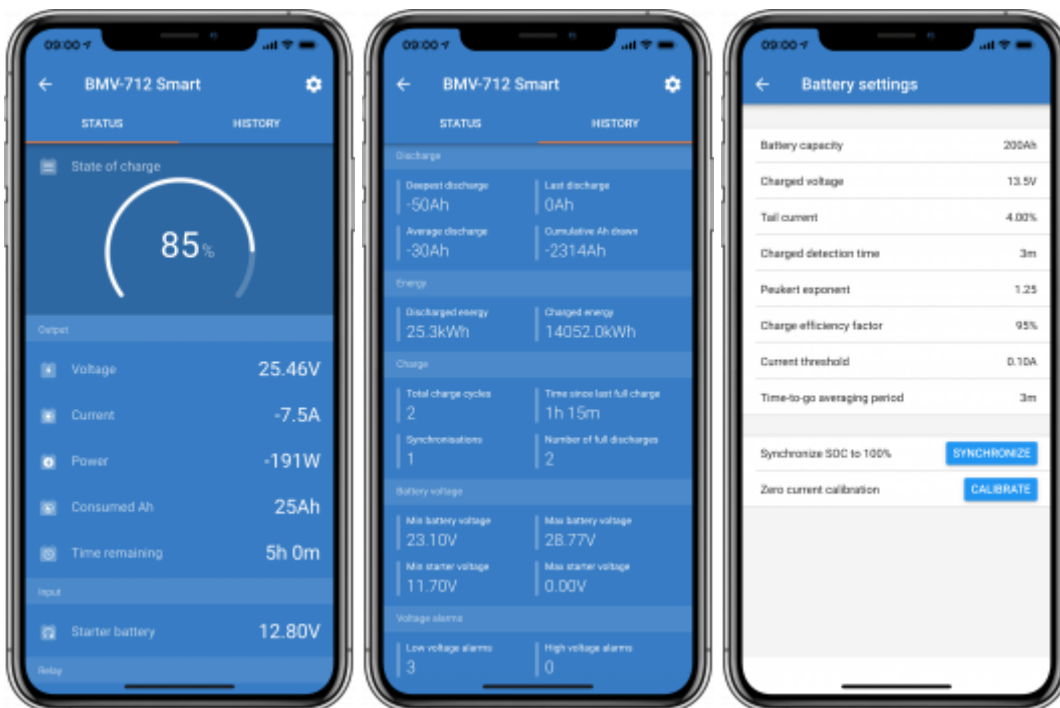 09:00
BMV-712 Smart
STATUS HISTORY
State of charge
85%
Output
Voltage 25.46V
Current -7.5A
Power -191W
Consumed Ah 25Ah
Time remaining 5h 0m
Input
Starter battery 12.80V
Relay
09:00
BMV-712 Smart
STATUS HISTORY
Discharge
Deepest discharge Last discharge
-50Ah 0Ah
Average discharge Cumulative Ah drawn
-30Ah -2314Ah
Energy
Discharged energy Charged energy
25.3kWh 14052.0kWh
Charge
Total charge cycles Time since last full charge
2 1h 15m
Synchronisations Number of full discharges
1 2
Battery voltage
Min battery voltage Max battery voltage
23.10V 28.77V
Min starter voltage Max starter voltage
11.70V 0.00V
Voltage alarms
Low voltage alarms High voltage alarms
3 0
09:00
Battery settings
Battery capacity 200Ah
Charged voltage 13.5V
Tail current 4.00%
Charged detection time 3m
Peukert exponent 1.25
Charge efficiency factor 95%
Current threshold 0.10A
Time-to-go averaging period 3m
Synchronize SOC to 100% SYNCHRONIZE
Zero current calibration CALIBRATE